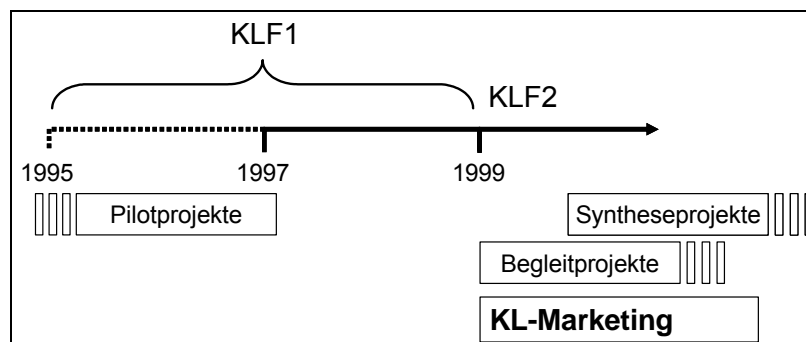 KLF1
KLF2
1995 1997 1999
Pilotprojekte
Syntheseprojekte
Begleitprojekte
KL-Marketing